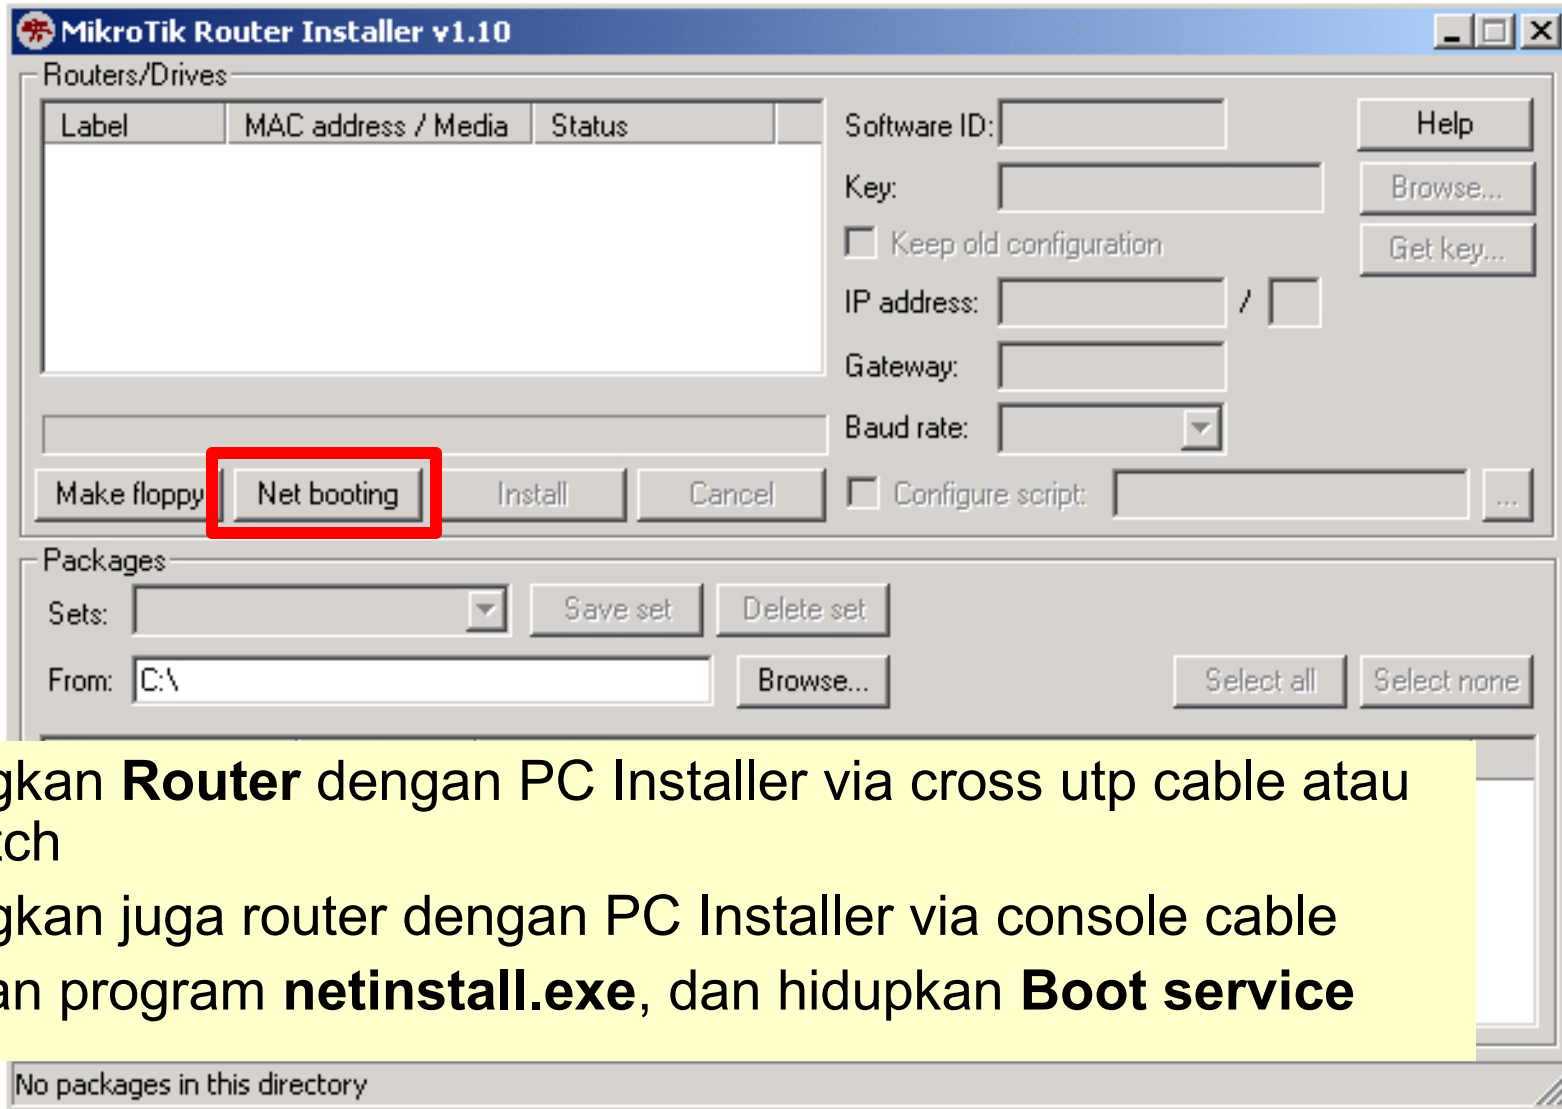 MikroTik Router Installer v1.10
Routers/Drives
Label MAC address / Media Status
Software ID:
Help
Key:
Browse...
Keep old configuration
Get key...
IP address: /
Gateway:
Baud rate:
Make floppy Net booting Install Cancel
Configure script: ...
Packages
Sets: Save set Delete set
From: C:\ Browse... Select all Select none
gkan Router dengan PC Installer via cross utp cable atau
tch
gkan juga router dengan PC Installer via console cable
an program netinstall.exe, dan hidupkan Boot service
No packages in this directory